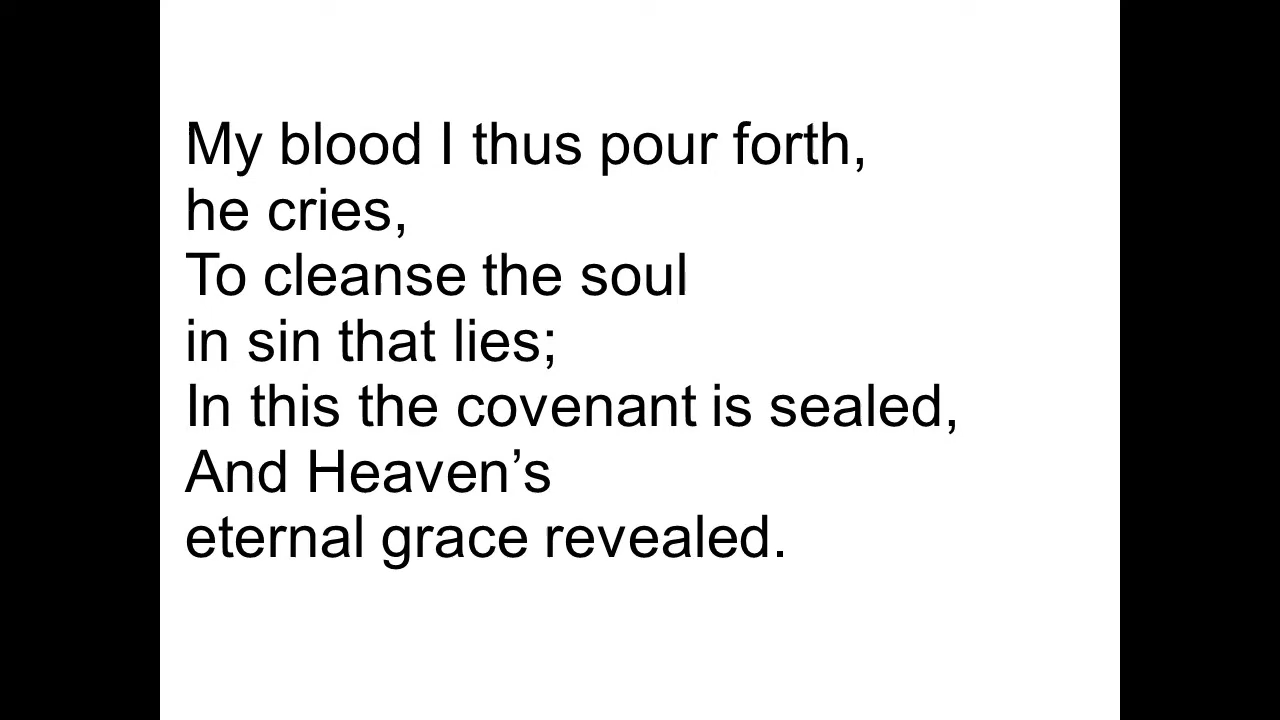 My blood I thus pour forth,
he cries,
To cleanse the soul
in sin that lies;
In this the covenant is sealed,
And Heaven’s
eternal grace revealed.